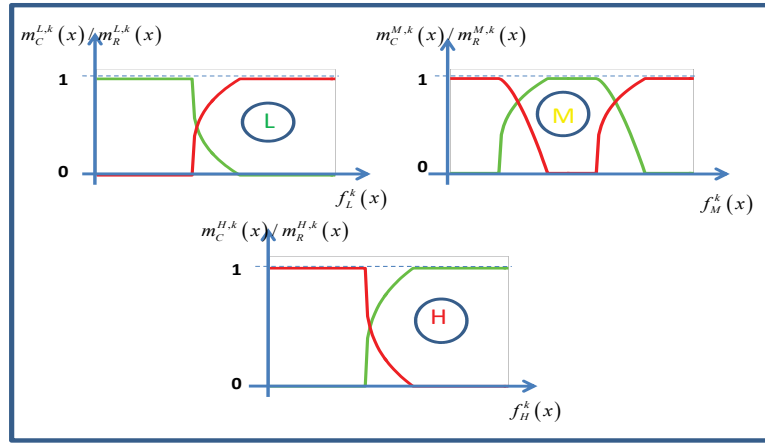 m_C^{L,k}(x)/m_R^{L,k}(x)
1
L
0
f_L^k(x)
m_C^{M,k}(x)/m_R^{M,k}(x)
1
M
0
f_M^k(x)
m_C^{H,k}(x)/m_R^{H,k}(x)
1
H
0
f_H^k(x)